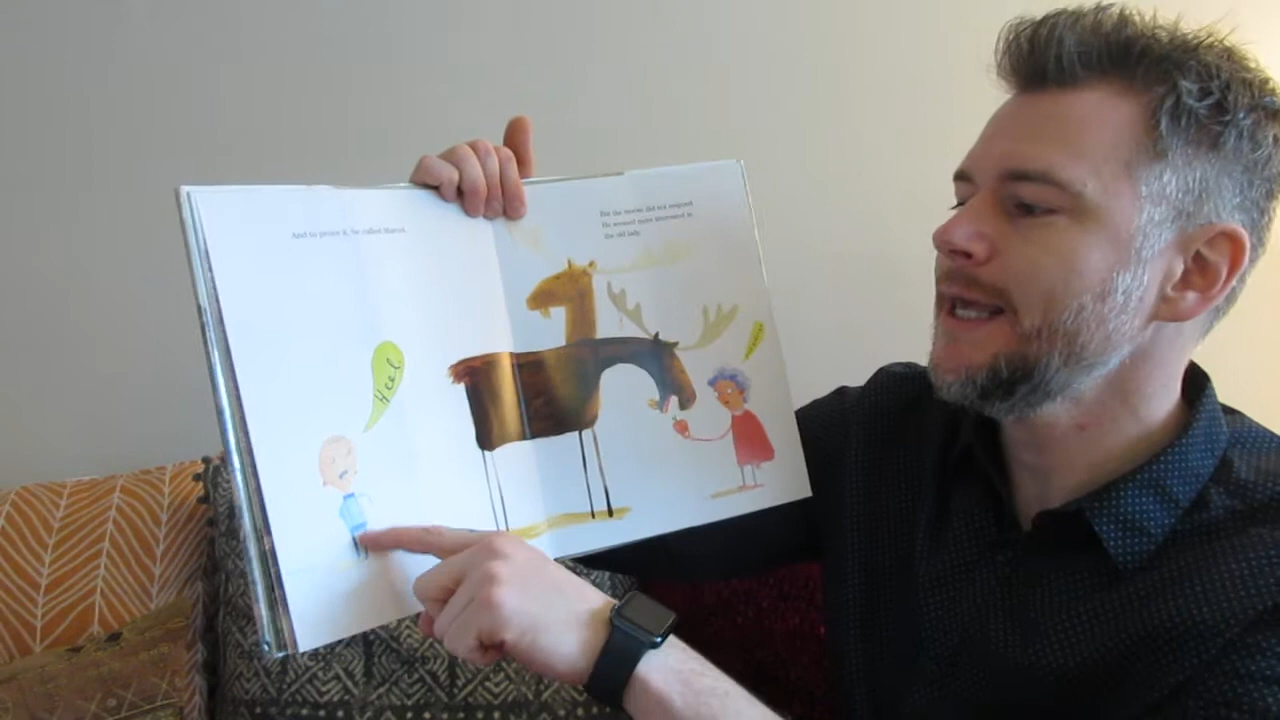 And to prove it, he called Marcel.
Heel.
But the moose did not respond.
He seemed more interested in
the old lady.